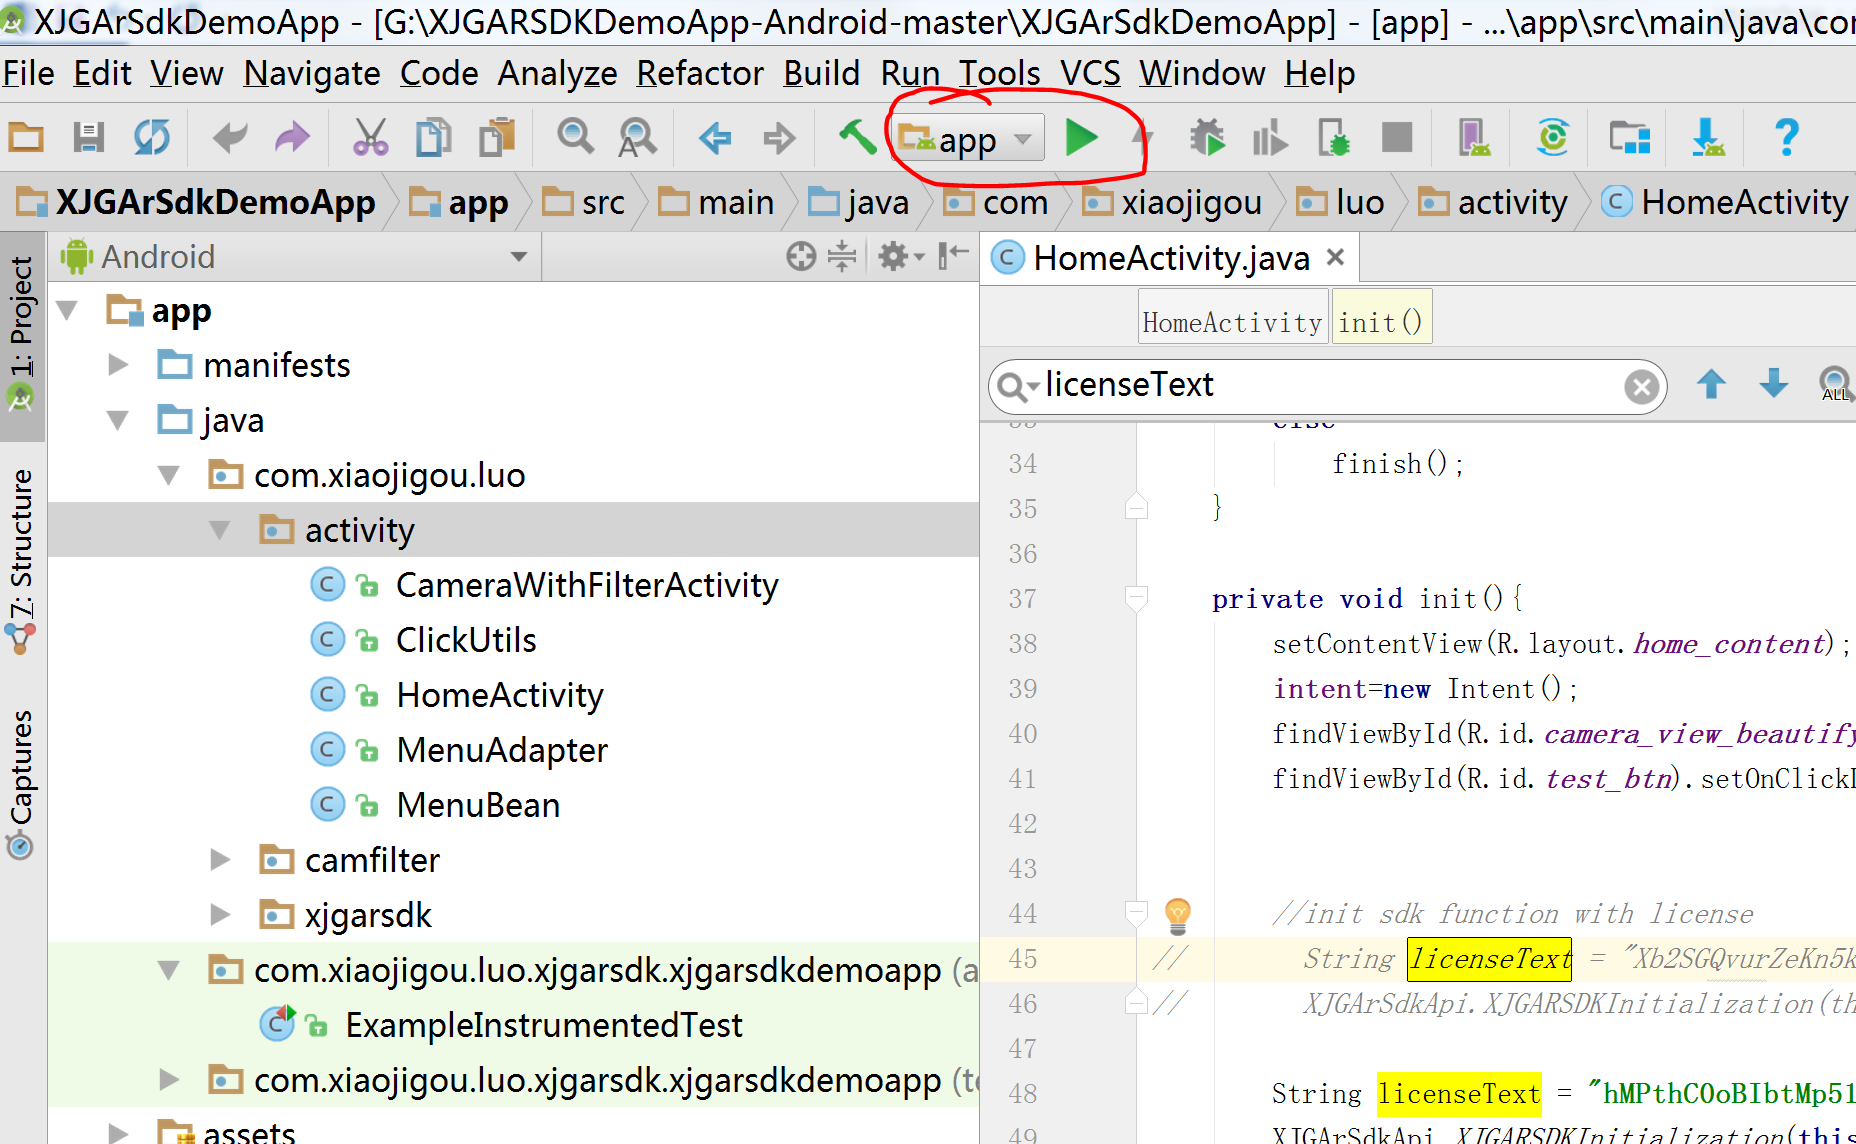 XJGArSdkDemoApp - [G:\XJGARSDKDemoApp-Android-master\XJGArSdkDemoApp] - [app] - ...\app\src\main\java\co
File Edit View Navigate Code Analyze Refactor Build Run Tools VCS Window Help
app
XJGArSdkDemoApp app src main java com xiaojigou luo activity HomeActivity
1: Project
7: Structure
Captures
Android
app
manifests
java
com.xiaojigou.luo
activity
CameraWithFilterActivity
ClickUtils
HomeActivity
MenuAdapter
MenuBean
camfilter
xjgarsdk
com.xiaojigou.luo.xjgarsdk.xjgarsdkdemoapp (a
ExampleInstrumentedTest
com.xiaojigou.luo.xjgarsdk.xjgarsdkdemoapp (te
assets
HomeActivity.java
HomeActivity init()
licenseText
ALL
33 else
34 finish();
35 }
36
37 private void init(){
38 setContentView(R.layout.home_content);
39 intent=new Intent();
40 findViewById(R.id.camera_view_beautify
41 findViewById(R.id.test_btn).setOnClick
42
43
44 //init sdk function with license
45 // String licenseText = "Xb2SGQvurZeKn5k
46 // XJGArSdkApi.XJGARSDKInitialization(th
47
48 String licenseText = "hMPthC0oBIbtMp51
49 XJGArSdkApi.XJGARSDKInitialization(this